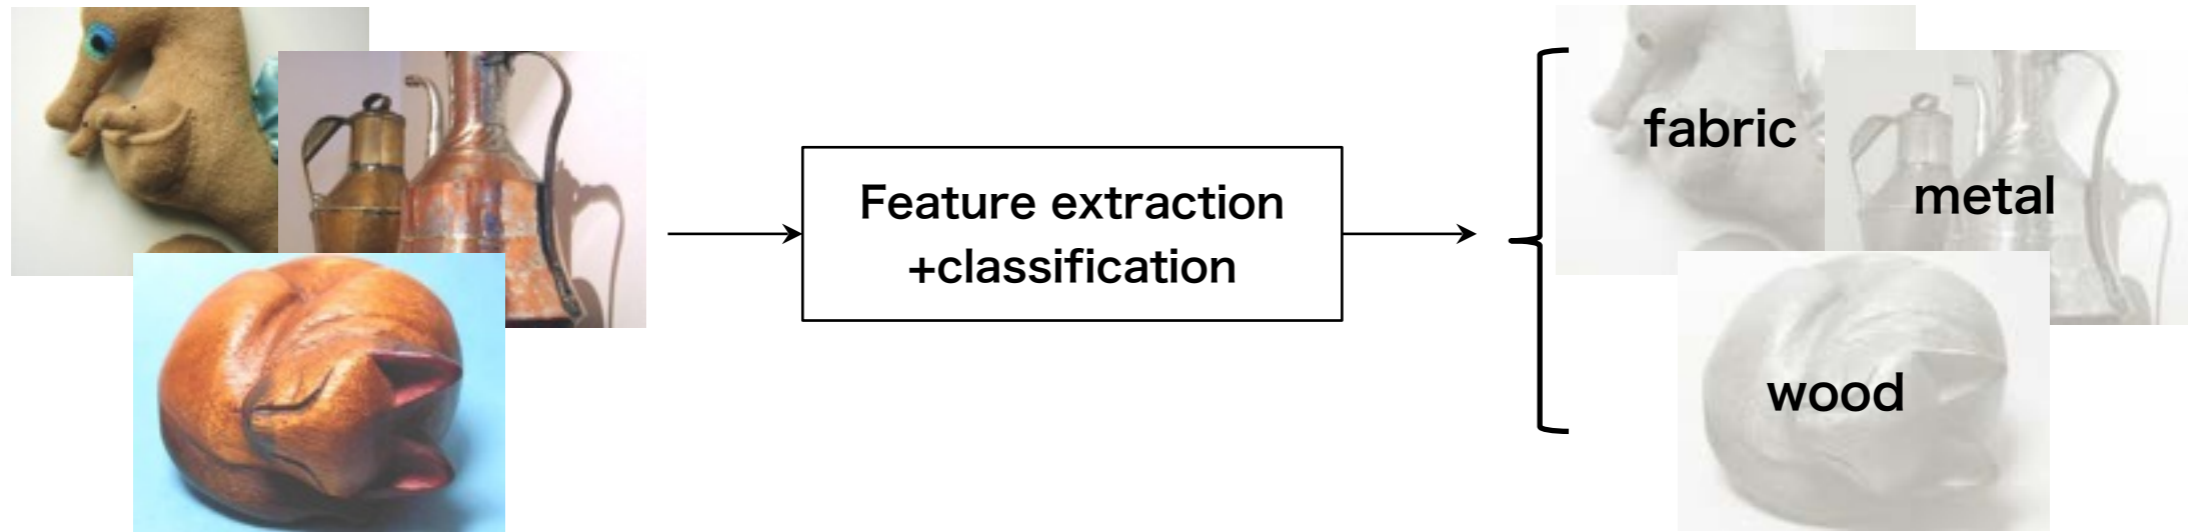 Feature extraction
+classification
fabric
metal
wood